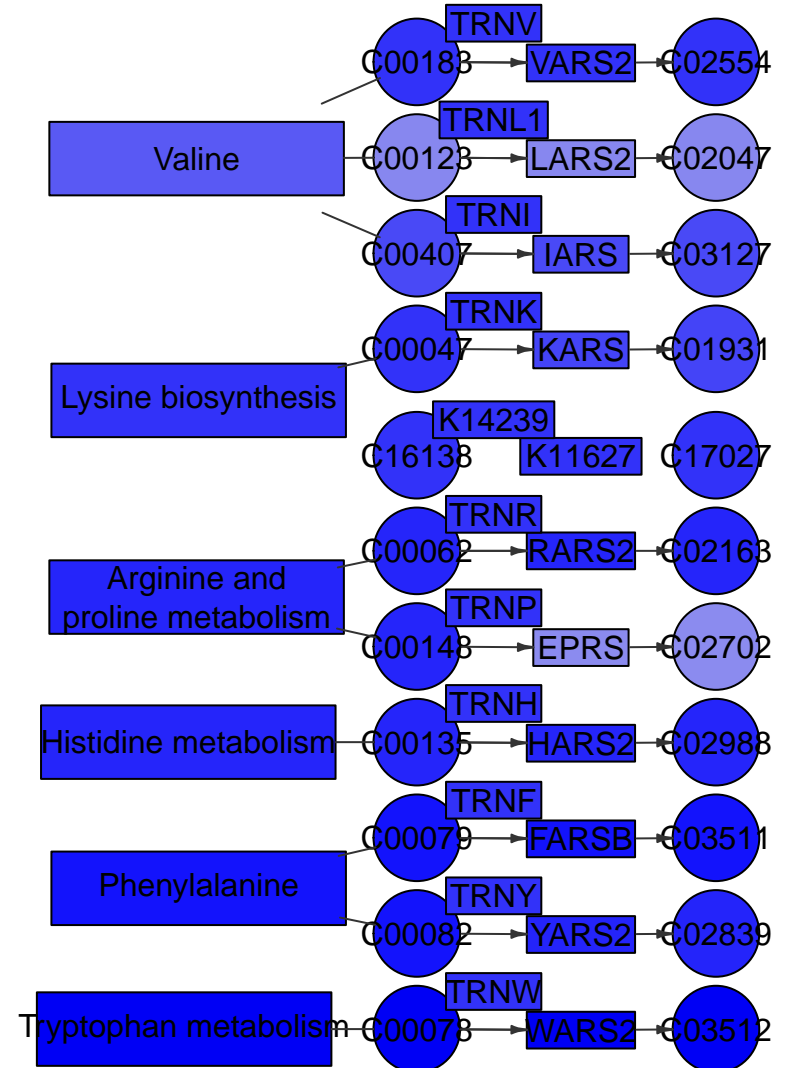 TRNV
C00183
VARS2
C02554
Valine
TRNL1
C00123
LARS2
C02047
TRNI
C00407
IARS
C03127
TRNK
C00047
KARS
C01931
Lysine biosynthesis
K14239
C16138
K11627
C17027
TRNR
C00062
RARS2
C02163
Arginine and
proline metabolism
TRNP
C00148
EPRS
C02702
TRNH
Histidine metabolism
C00135
HARS2
C02988
TRNF
C00079
FARSB
C03511
Phenylalanine
TRNY
C00082
YARS2
C02839
TRNW
Tryptophan metabolism
C00078
WARS2
C03512